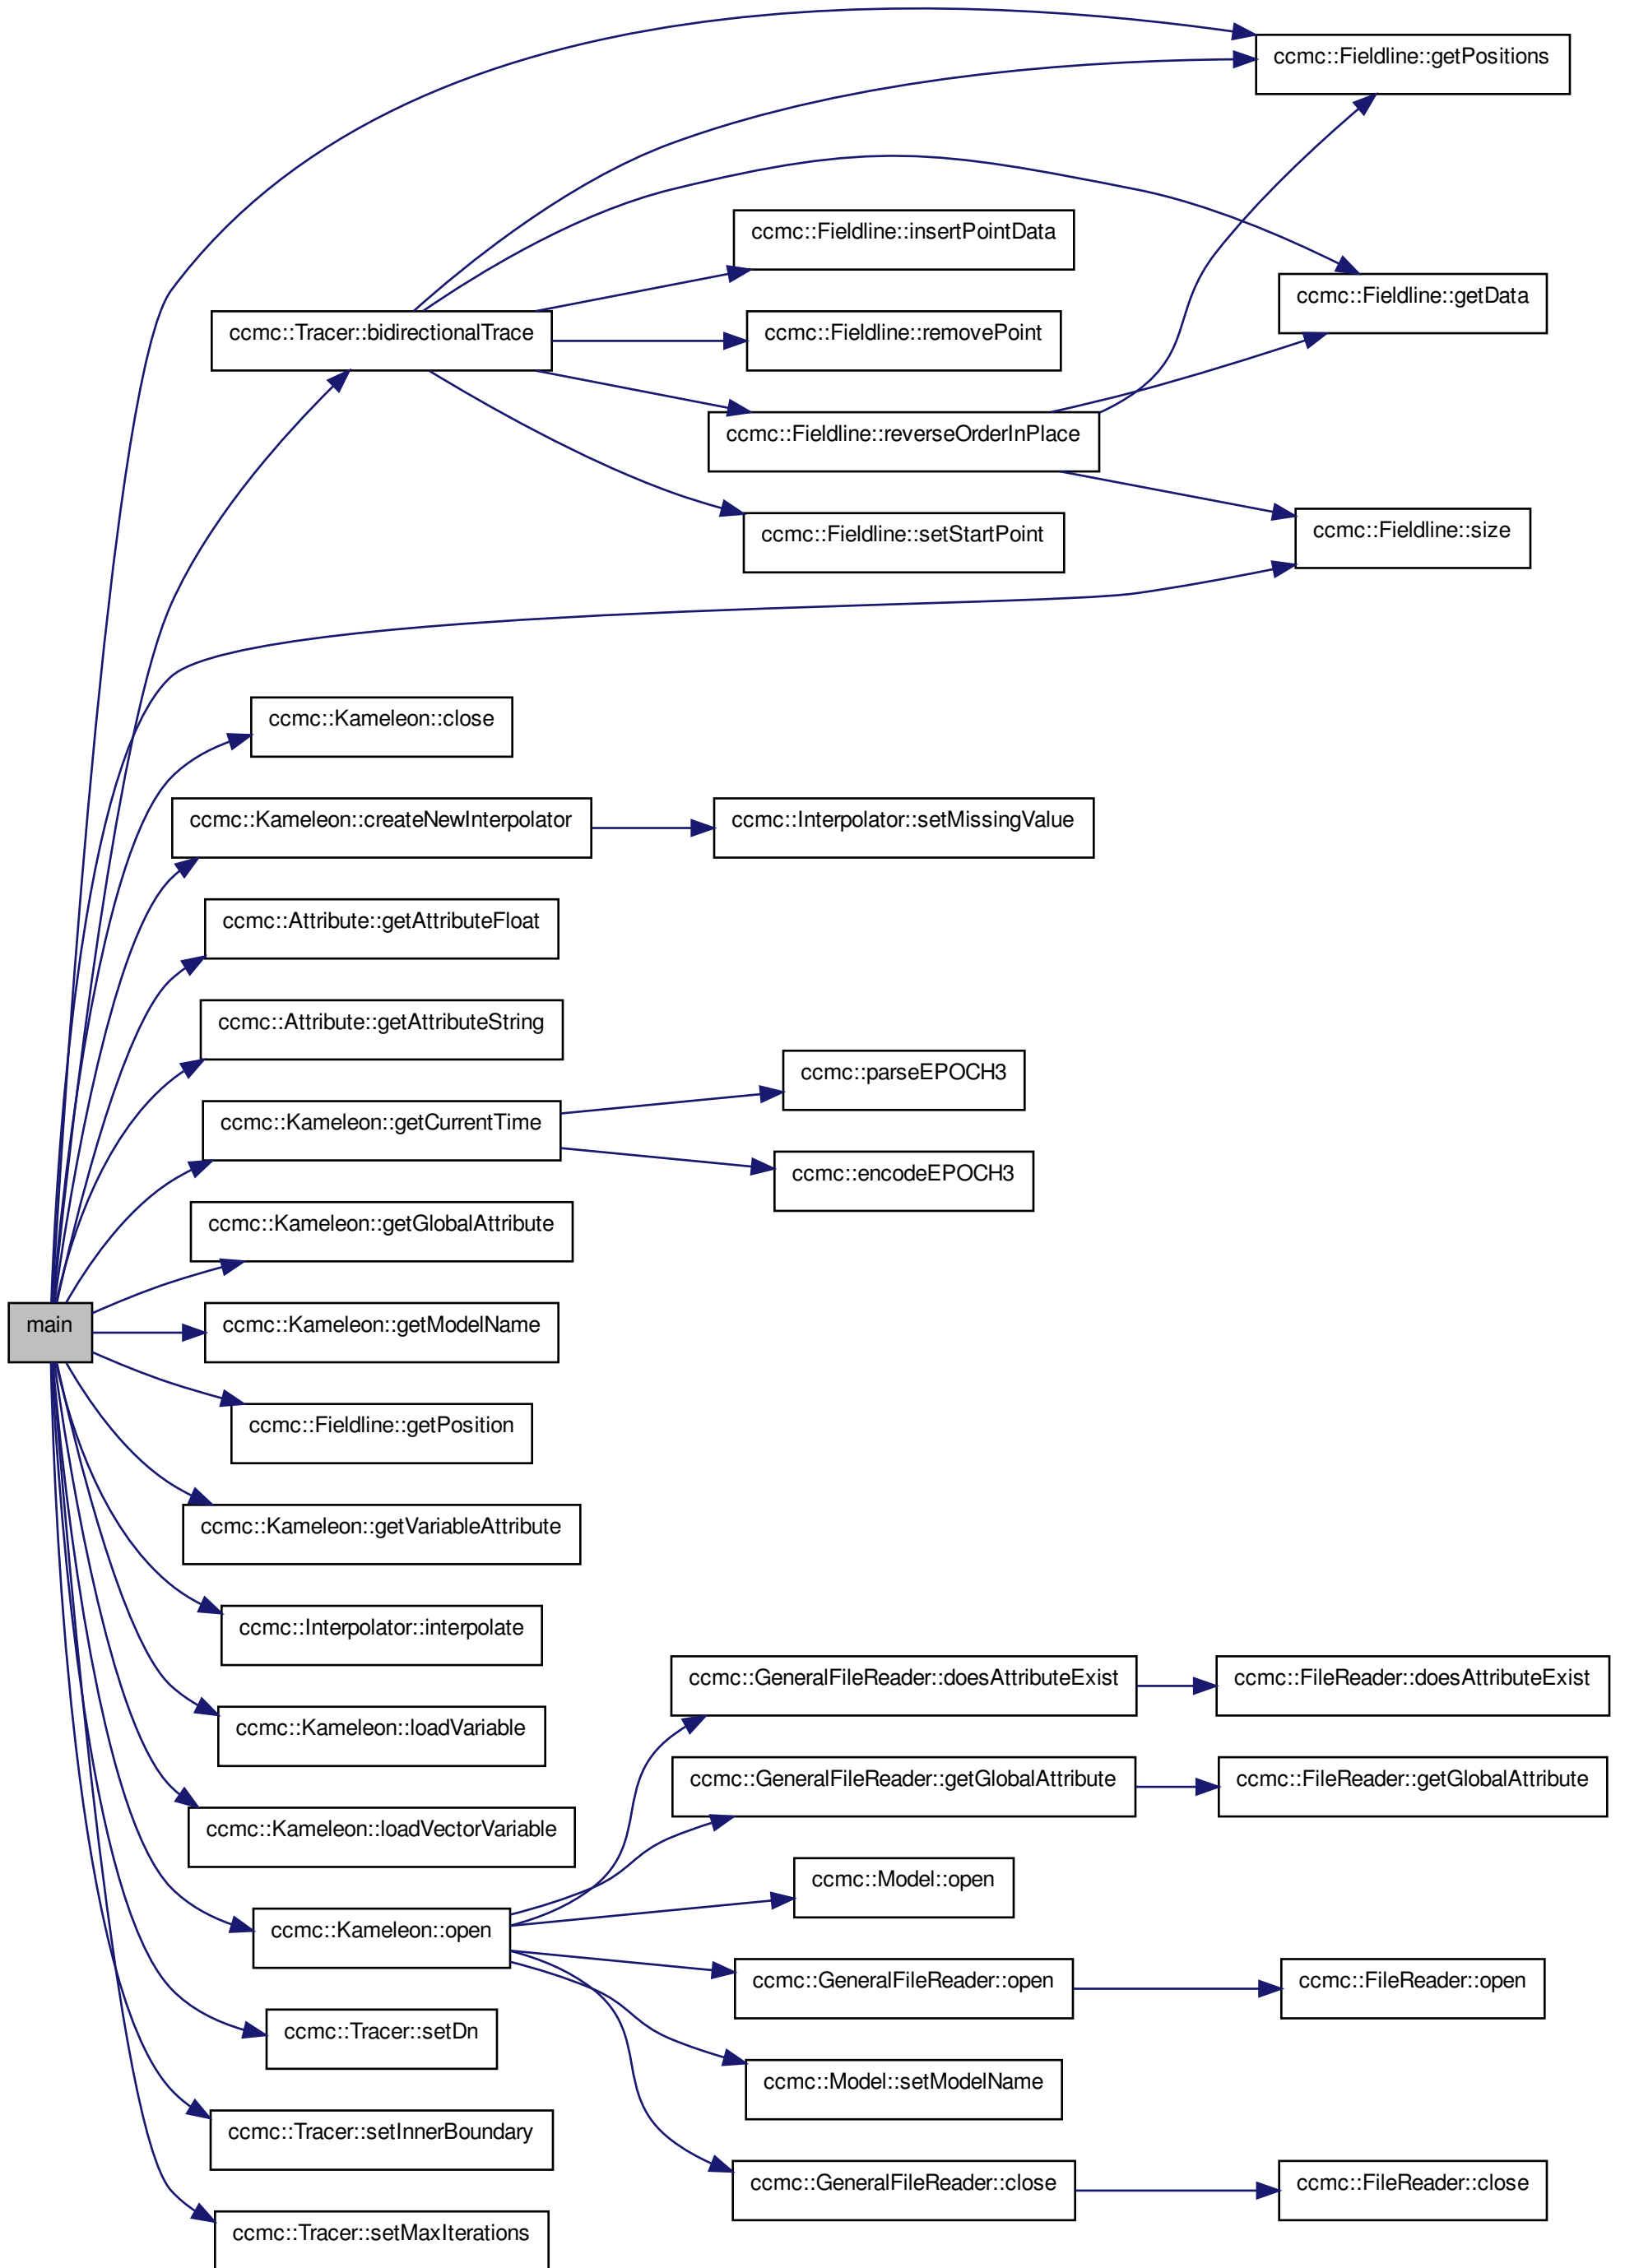 ccmc::Fieldline::getPositions
ccmc::Fieldline::insertPointData
ccmc::Fieldline::getData
ccmc::Tracer::bidirectionalTrace
ccmc::Fieldline::removePoint
ccmc::Fieldline::reverseOrderInPlace
ccmc::Fieldline::setStartPoint
ccmc::Fieldline::size
ccmc::Kameleon::close
ccmc::Kameleon::createNewInterpolator
ccmc::Interpolator::setMissingValue
ccmc::Attribute::getAttributeFloat
ccmc::Attribute::getAttributeString
ccmc::parseEPOCH3
ccmc::Kameleon::getCurrentTime
ccmc::encodeEPOCH3
ccmc::Kameleon::getGlobalAttribute
main
ccmc::Kameleon::getModelName
ccmc::Fieldline::getPosition
ccmc::Kameleon::getVariableAttribute
ccmc::Interpolator::interpolate
ccmc::GeneralFileReader::doesAttributeExist
ccmc::FileReader::doesAttributeExist
ccmc::Kameleon::loadVariable
ccmc::GeneralFileReader::getGlobalAttribute
ccmc::FileReader::getGlobalAttribute
ccmc::Kameleon::loadVectorVariable
ccmc::Model::open
ccmc::Kameleon::open
ccmc::GeneralFileReader::open
ccmc::FileReader::open
ccmc::Tracer::setDn
ccmc::Model::setModelName
ccmc::Tracer::setInnerBoundary
ccmc::GeneralFileReader::close
ccmc::FileReader::close
ccmc::Tracer::setMaxIterations